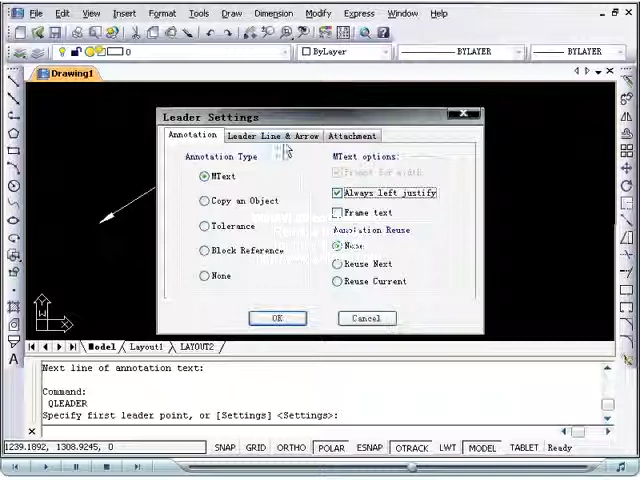 File Edit View Insert Format Tools Draw Dimension Modify Express Window Help
0 ByLayer BYLAYER BYLAYER
Drawing1
Leader Settings
Annotation Leader Line & Arrow Attachment
Annotation Type MText options:
MText Prompt for width
Copy an Object Always left justify
Tolerance Frame text
Annotation Reuse
Block Reference None
None Reuse Next
Reuse Current
OK Cancel
Y
X
Model Layout1 LAYOUT2
A
Next line of annotation text:
Command:
QLEADER
Specify first leader point, or [Settings] <Settings>:
1239.1892, 1308.9245, 0 SNAP GRID ORTHO POLAR ESNAP OTRACK LWT MODEL TABLET Ready